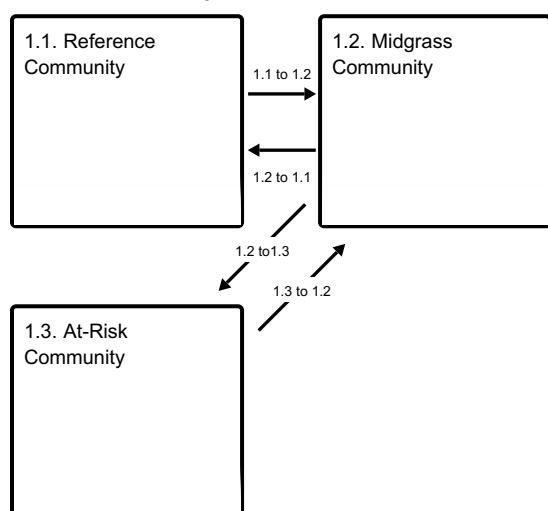 1.1. Reference
Community
1.2. Midgrass
Community
1.1 to 1.2
1.2 to 1.1
1.2 to1.3
1.3 to 1.2
1.3. At-Risk
Community